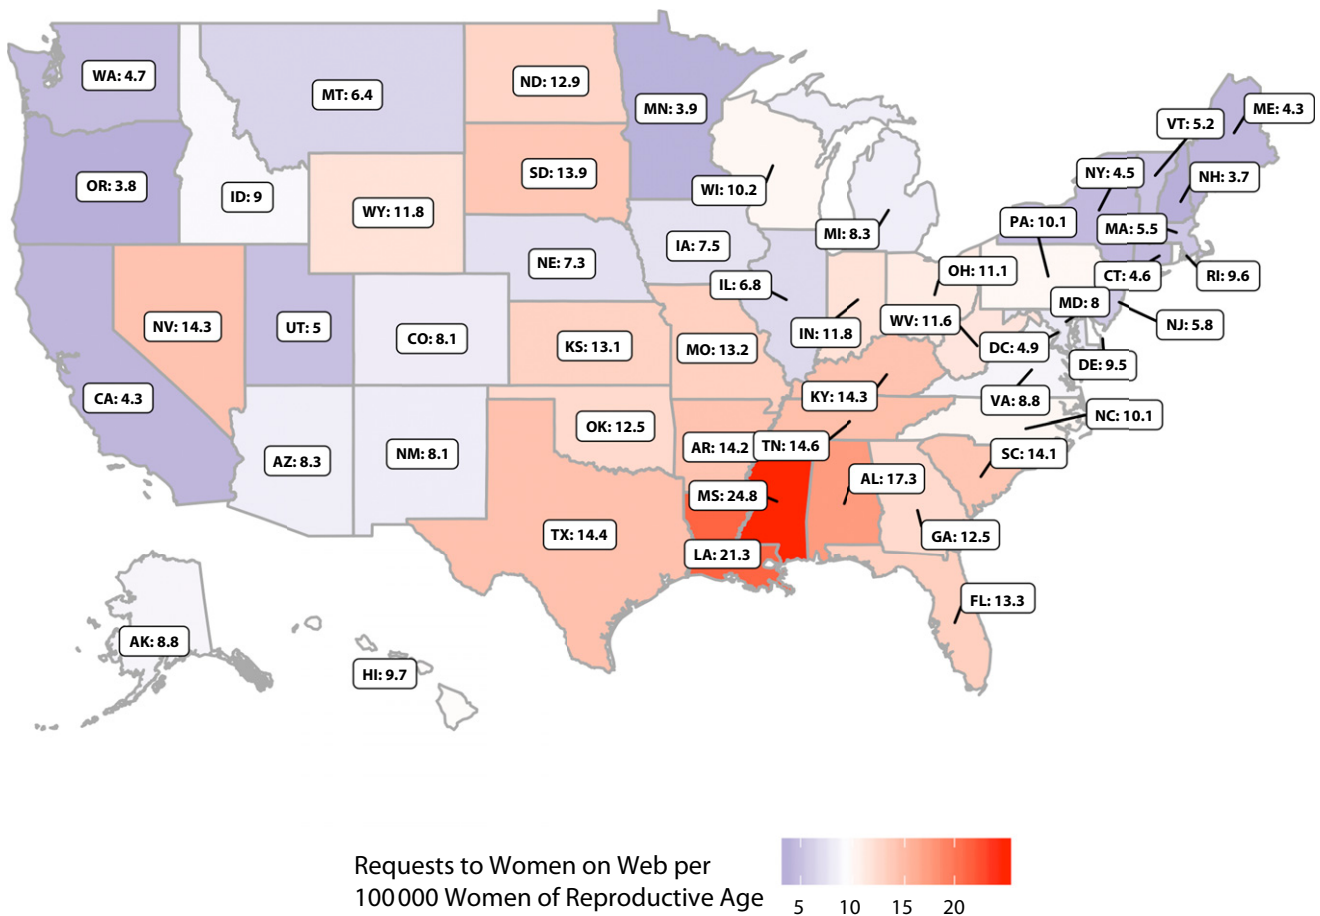 WA: 4.7
MT: 6.4
ND: 12.9
MN: 3.9
ME: 4.3
VT: 5.2
OR: 3.8
ID: 9
WY: 11.8
SD: 13.9
WI: 10.2
NY: 4.5
NH: 3.7
MI: 8.3
PA: 10.1
MA: 5.5
NE: 7.3
IA: 7.5
IL: 6.8
OH: 11.1
CT: 4.6
RI: 9.6
NV: 14.3
UT: 5
CO: 8.1
KS: 13.1
MO: 13.2
IN: 11.8
WV: 11.6
MD: 8
NJ: 5.8
DC: 4.9
DE: 9.5
CA: 4.3
KY: 14.3
VA: 8.8
NC: 10.1
AZ: 8.3
NM: 8.1
OK: 12.5
AR: 14.2
TN: 14.6
SC: 14.1
MS: 24.8
AL: 17.3
TX: 14.4
LA: 21.3
GA: 12.5
FL: 13.3
AK: 8.8
HI: 9.7
Requests to Women on Web per
100 000 Women of Reproductive Age
5 10 15 20